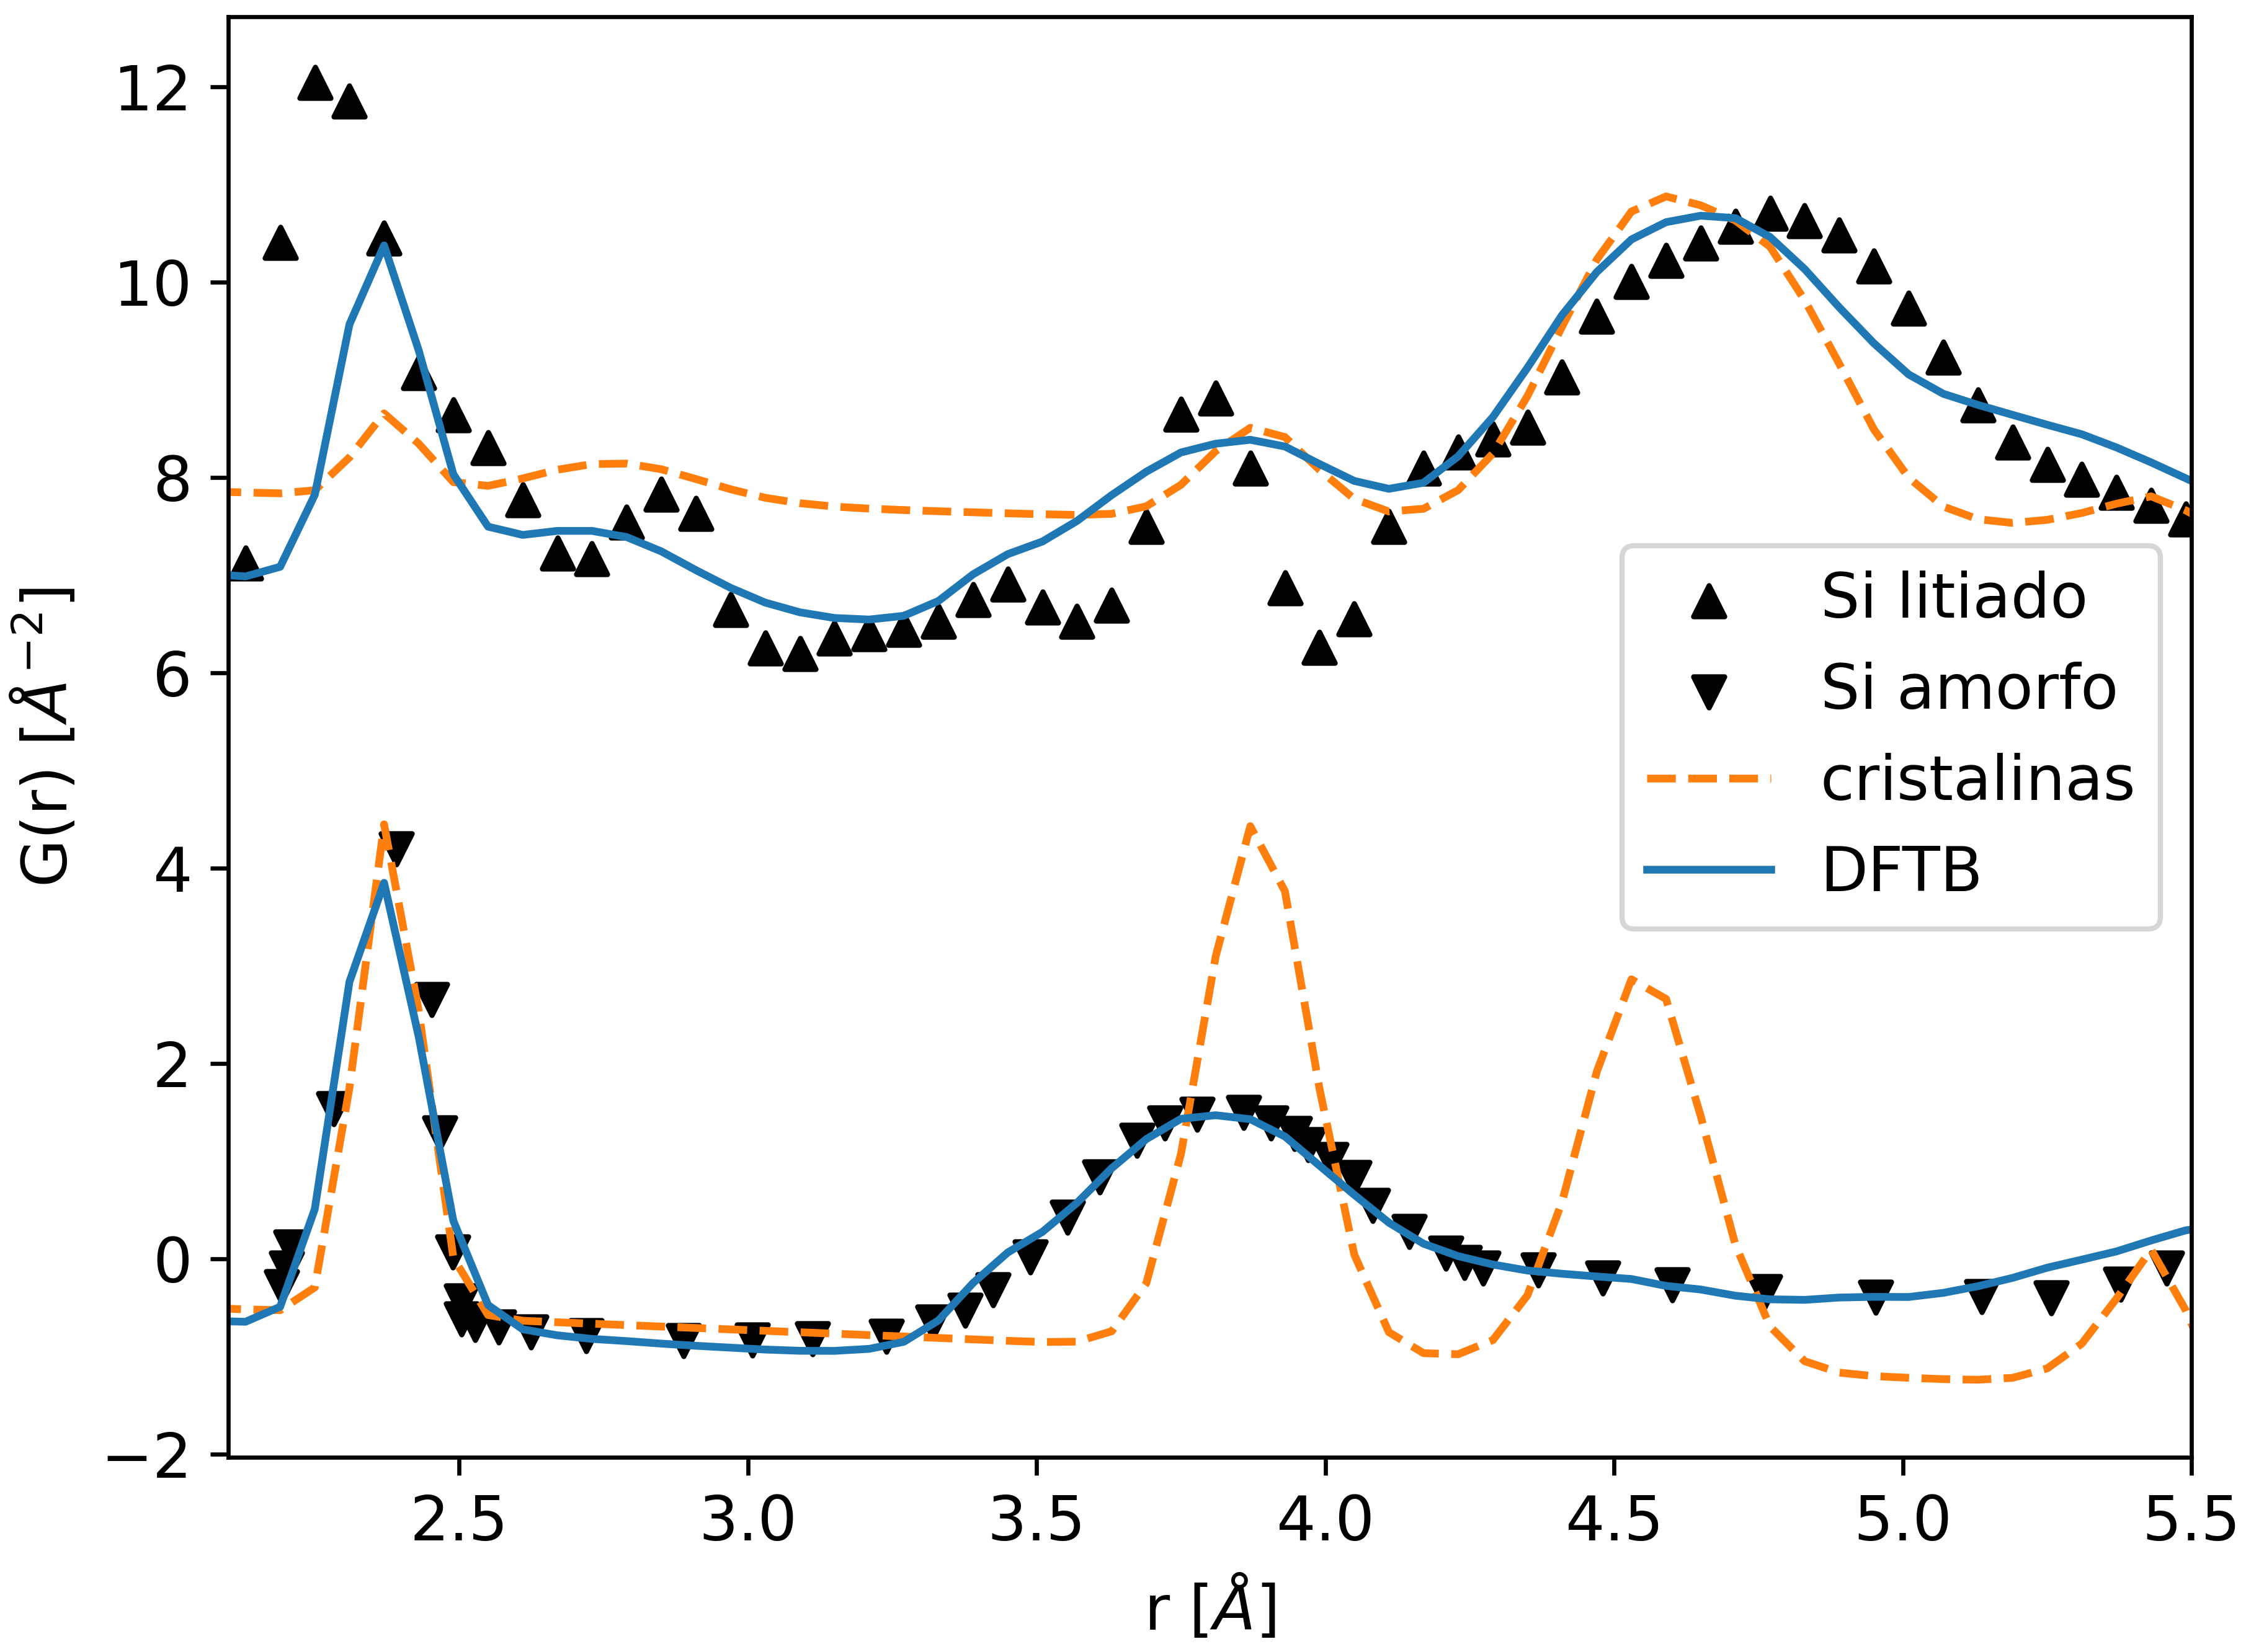 12
10
8
6
4
2
0
−2
G(r) [Å⁻²]
Si litiado
Si amorfo
cristalinas
DFTB
2.5 3.0 3.5 4.0 4.5 5.0 5.5
r [Å]